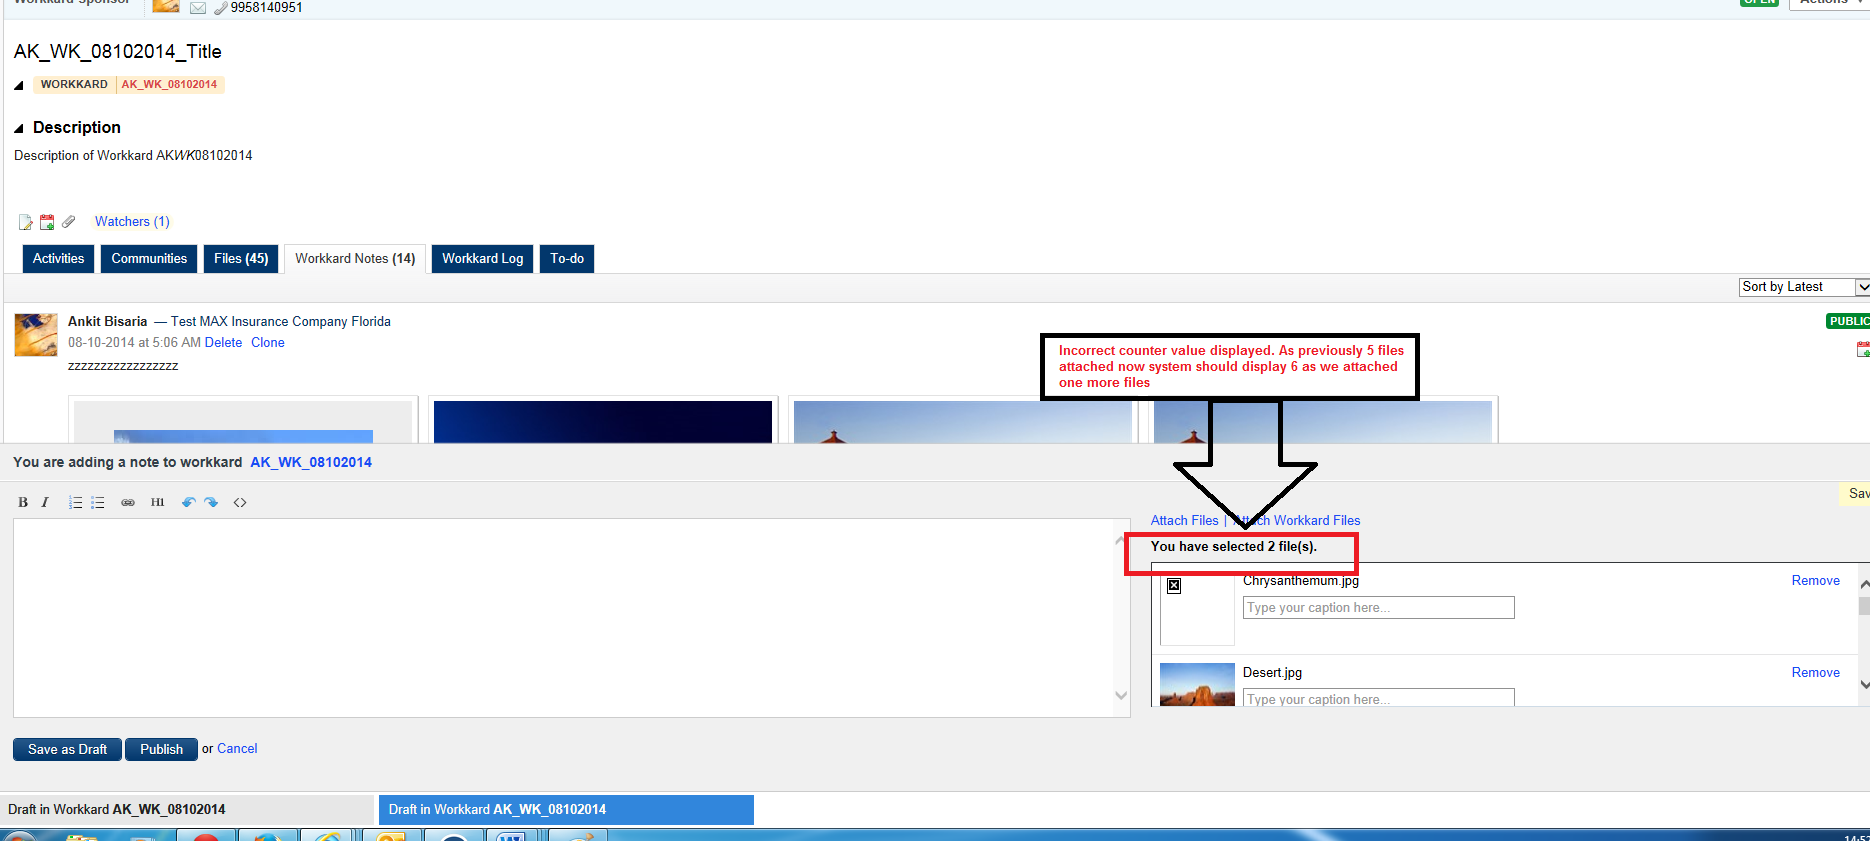 Workkard Sponsor
9958140951
OPEN
Actions
AK_WK_08102014_Title
WORKKARD AK_WK_08102014
Description
Description of Workkard AKWK08102014
Watchers (1)
Activities
Communities
Files (45)
Workkard Notes (14)
Workkard Log
To-do
Sort by Latest
Ankit Bisaria — Test MAX Insurance Company Florida
PUBLIC
08-10-2014 at 5:06 AM Delete Clone
zzzzzzzzzzzzzzzzz
Incorrect counter value displayed. As previously 5 files
attached now system should display 6 as we attached
one more files
You are adding a note to workkard AK_WK_08102014
B I H1 <>
Sav
Attach Files | Attach Workkard Files
You have selected 2 file(s).
Chrysanthemum.jpg
Remove
Type your caption here...
Desert.jpg
Remove
Type your caption here...
Save as Draft
Publish
or Cancel
Draft in Workkard AK_WK_08102014
Draft in Workkard AK_WK_08102014